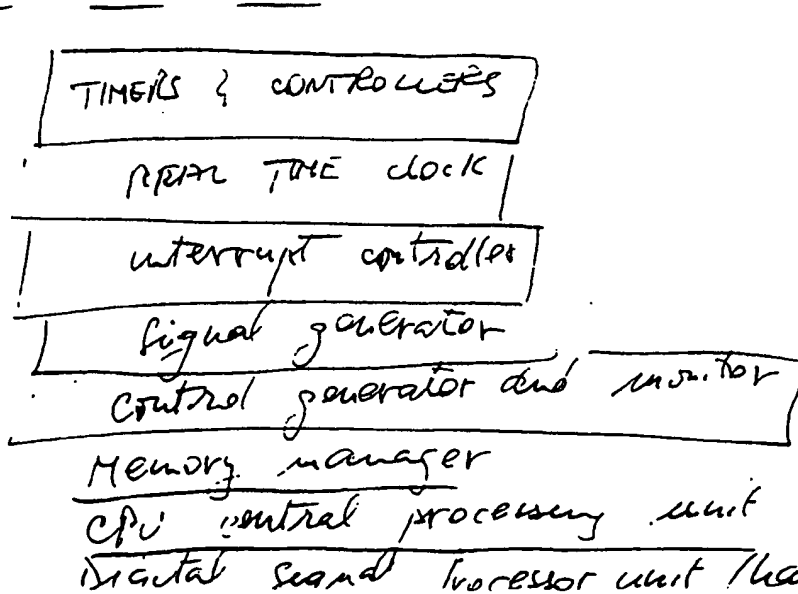 TIMERS & CONTROLLERS
REAL TIME clock
interrupt controller
Signal generator
Control generator and monitor
Memory manager
CPU central processing unit
Digital Signal Processor unit